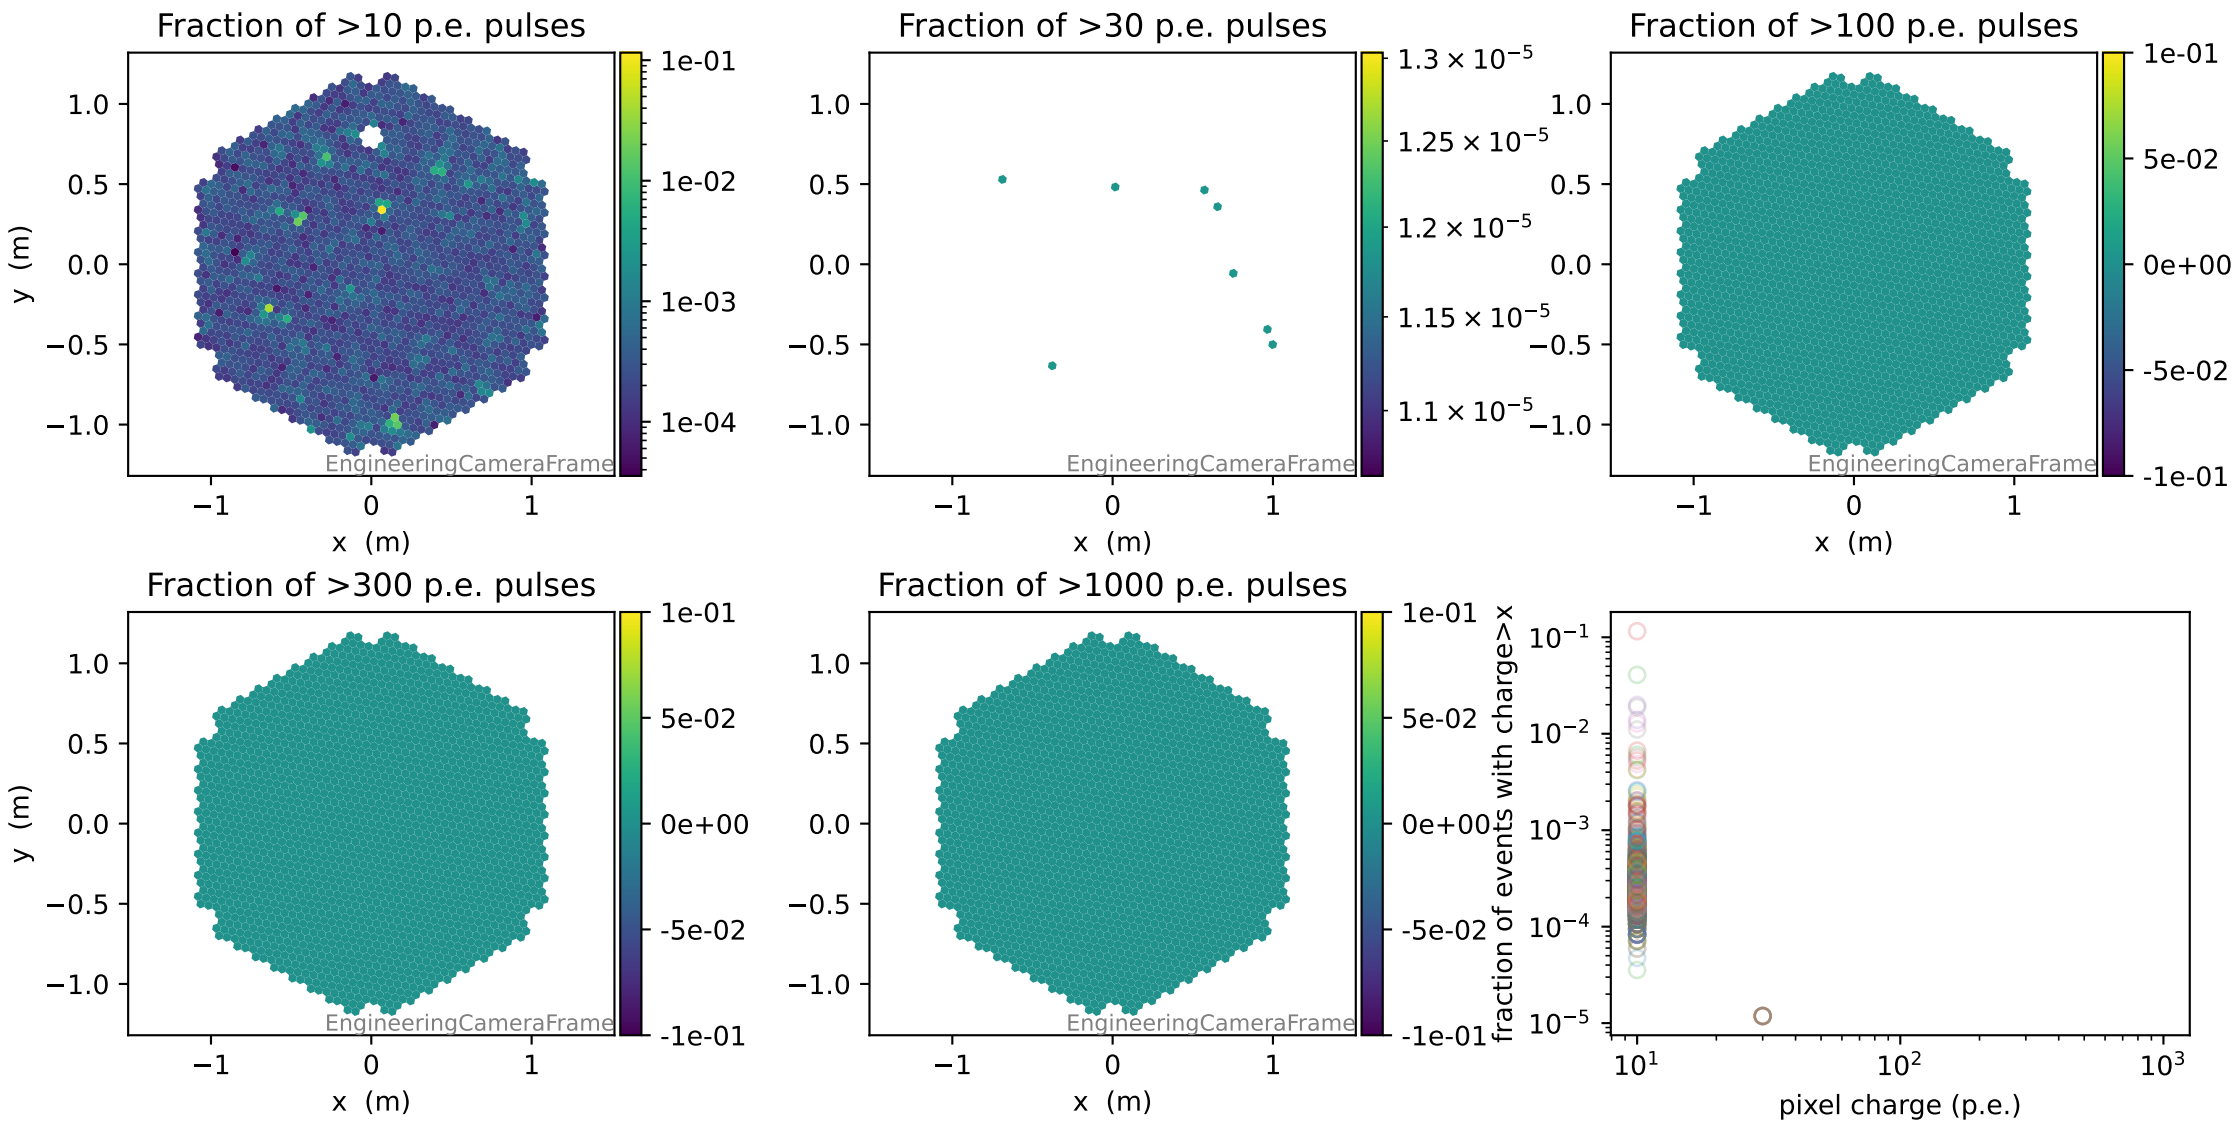 Fraction of >10 p.e. pulses
1.0
0.5
0.0
−0.5
−1.0
y (m)
−1 0 1
x (m)
EngineeringCameraFrame
1e-01
1e-02
1e-03
1e-04
Fraction of >30 p.e. pulses
1.0
0.5
0.0
−0.5
−1.0
−1 0 1
x (m)
EngineeringCameraFrame
1.3 × 10⁻⁵
1.25 × 10⁻⁵
1.2 × 10⁻⁵
1.15 × 10⁻⁵
1.1 × 10⁻⁵
Fraction of >100 p.e. pulses
1.0
0.5
0.0
−0.5
−1.0
−1 0 1
x (m)
EngineeringCameraFrame
1e-01
5e-02
0e+00
-5e-02
-1e-01
Fraction of >300 p.e. pulses
1.0
0.5
0.0
−0.5
−1.0
y (m)
−1 0 1
x (m)
EngineeringCameraFrame
1e-01
5e-02
0e+00
-5e-02
-1e-01
Fraction of >1000 p.e. pulses
1.0
0.5
0.0
−0.5
−1.0
−1 0 1
x (m)
EngineeringCameraFrame
1e-01
5e-02
0e+00
-5e-02
-1e-01
fraction of events with charge>x
10⁻¹
10⁻²
10⁻³
10⁻⁴
10⁻⁵
10¹ 10² 10³
pixel charge (p.e.)